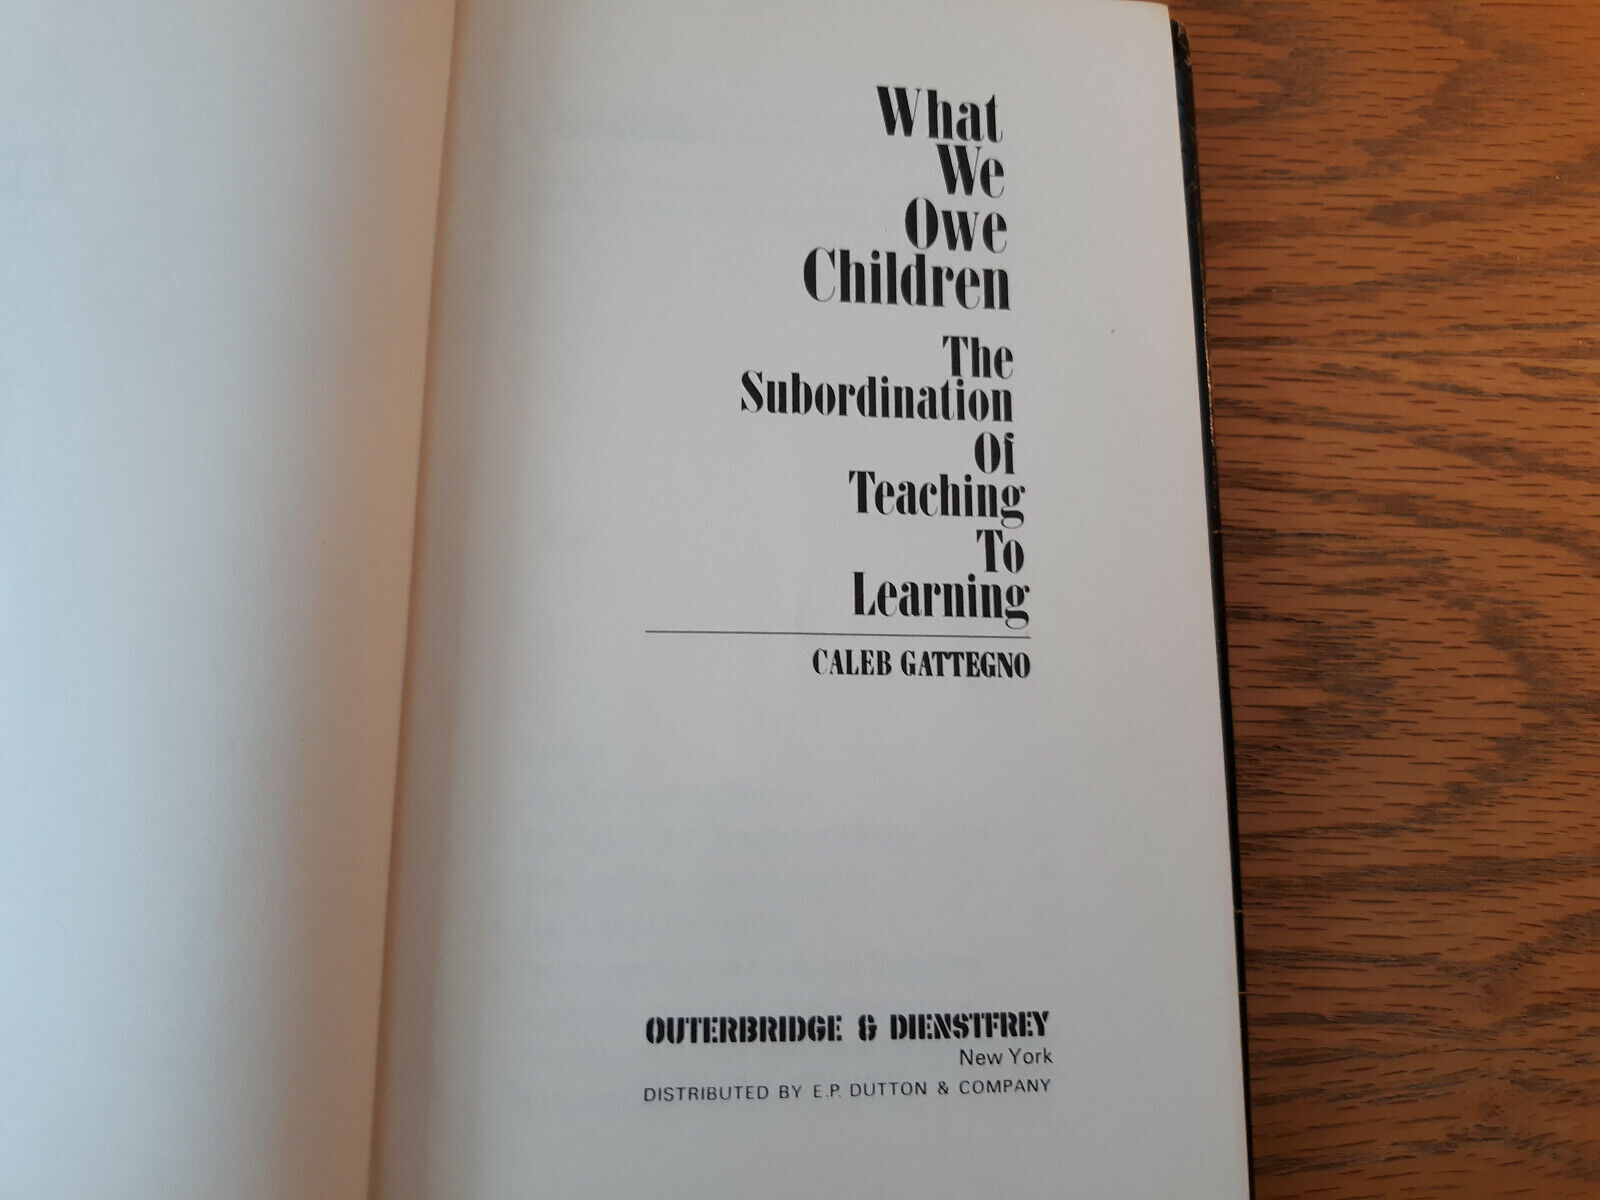 What
We
Owe
Children
The
Subordination
Of
Teaching
To
Learning
CALEB GATTEGNO
OUTERBRIDGE & DIENSTFREY
New York
DISTRIBUTED BY E.P. DUTTON & COMPANY